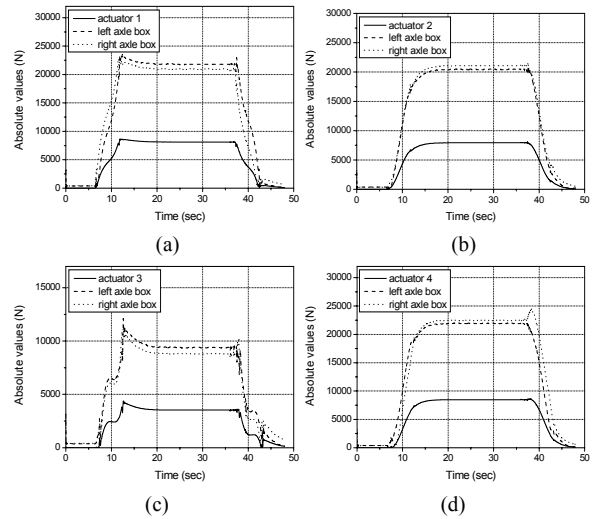 actuator 1
left axle box
right axle box
Absolute values (N)
30000
25000
20000
15000
10000
5000
0
0 10 20 30 40 50
Time (sec)
(a)
actuator 2
left axle box
right axle box
Absolute values (N)
30000
25000
20000
15000
10000
5000
0
0 10 20 30 40 50
Time (sec)
(b)
actuator 3
left axle box
right axle box
Absolute values (N)
15000
10000
5000
0
0 10 20 30 40 50
Time (sec)
(c)
actuator 4
left axle box
right axle box
Absolute values (N)
30000
25000
20000
15000
10000
5000
0
0 10 20 30 40 50
Time (sec)
(d)